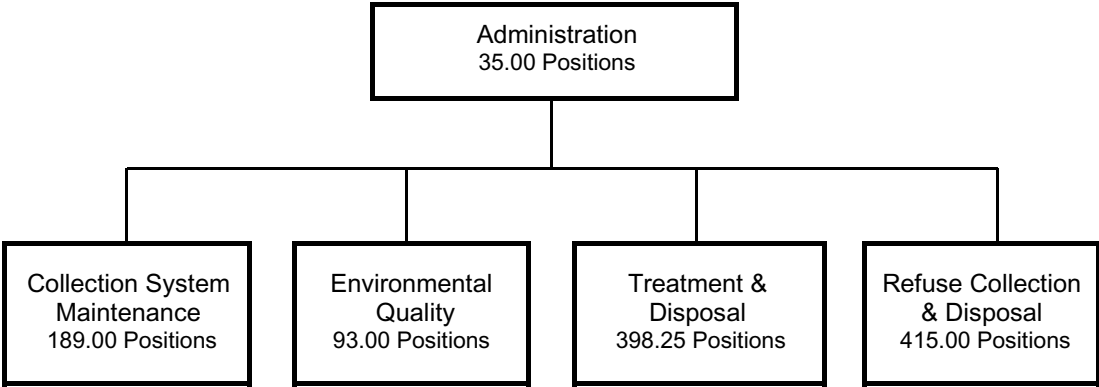 Administration
35.00 Positions
Collection System
Maintenance
189.00 Positions
Environmental
Quality
93.00 Positions
Treatment &
Disposal
398.25 Positions
Refuse Collection
& Disposal
415.00 Positions